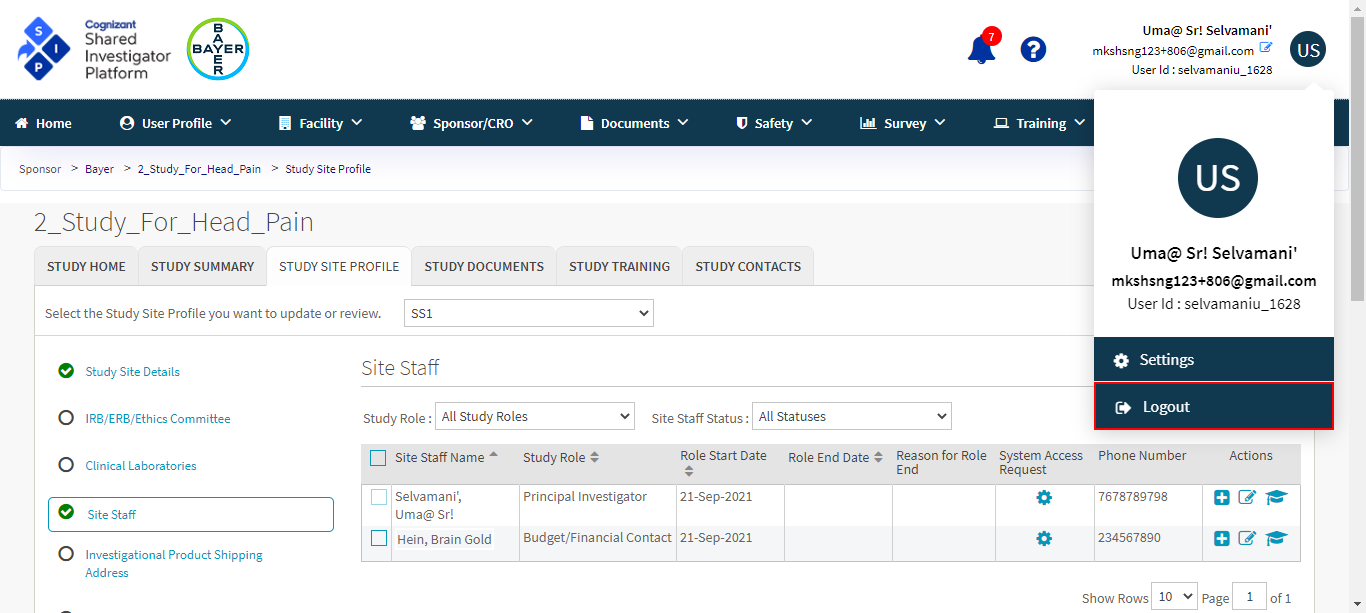 S
I
P
Cognizant
Shared
Investigator
Platform
BAYER
BAYER
7
?
Uma@ Sr! Selvamani'
mkshsng123+806@gmail.com
User Id : selvamaniu_1628
US
Home
User Profile
Facility
Sponsor/CRO
Documents
Safety
Survey
Training
Sponsor > Bayer > 2_Study_For_Head_Pain > Study Site Profile
US
Uma@ Sr! Selvamani'
mkshsng123+806@gmail.com
User Id : selvamaniu_1628
Settings
Logout
2_Study_For_Head_Pain
STUDY HOME
STUDY SUMMARY
STUDY SITE PROFILE
STUDY DOCUMENTS
STUDY TRAINING
STUDY CONTACTS
Select the Study Site Profile you want to update or review. SS1
Study Site Details
IRB/ERB/Ethics Committee
Clinical Laboratories
Site Staff
Investigational Product Shipping
Address
Site Staff
Study Role : All Study Roles Site Staff Status : All Statuses
Site Staff Name Study Role Role Start Date Role End Date Reason for Role End System Access Request Phone Number Actions
Selvamani', Uma@ Sr! Principal Investigator 21-Sep-2021 7678789798
Hein, Brain Gold Budget/Financial Contact 21-Sep-2021 234567890
Show Rows 10 Page 1 of 1